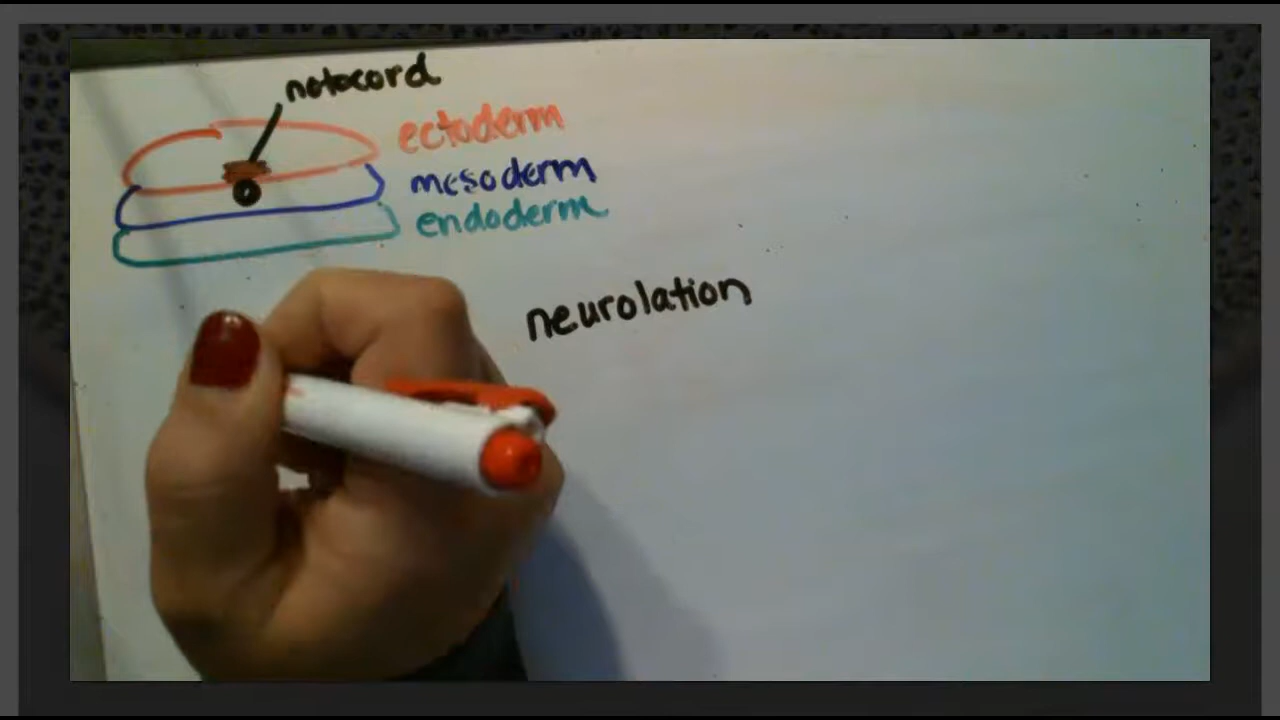 notocord
ectoderm
mesoderm
endoderm
neurolation